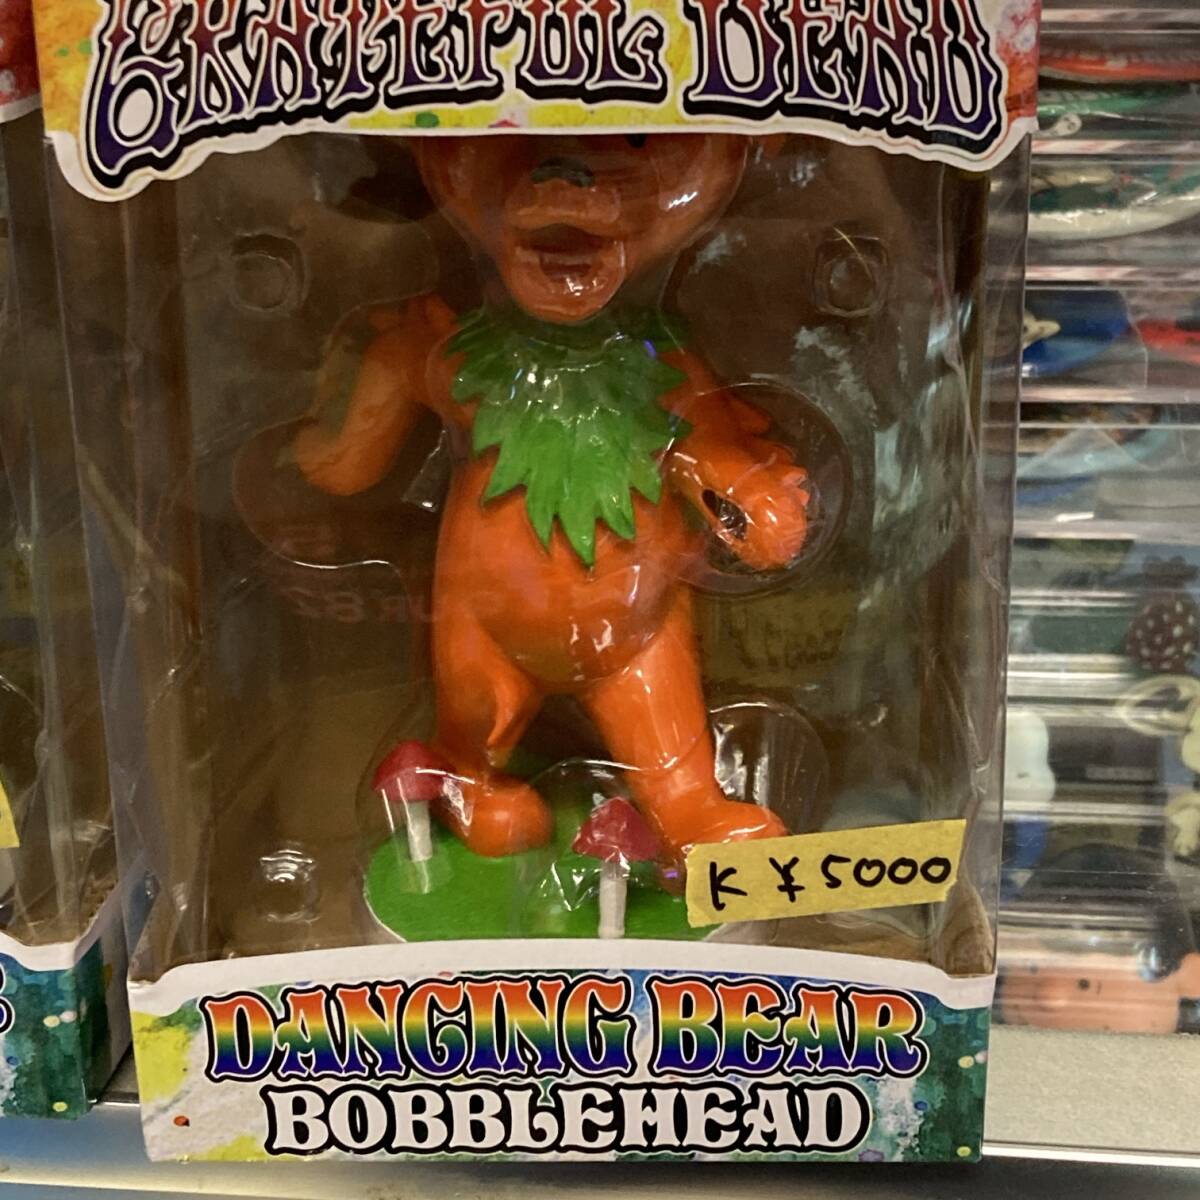 GRATEFUL DEAD
K ¥5000
DANCING BEAR
BOBBLEHEAD